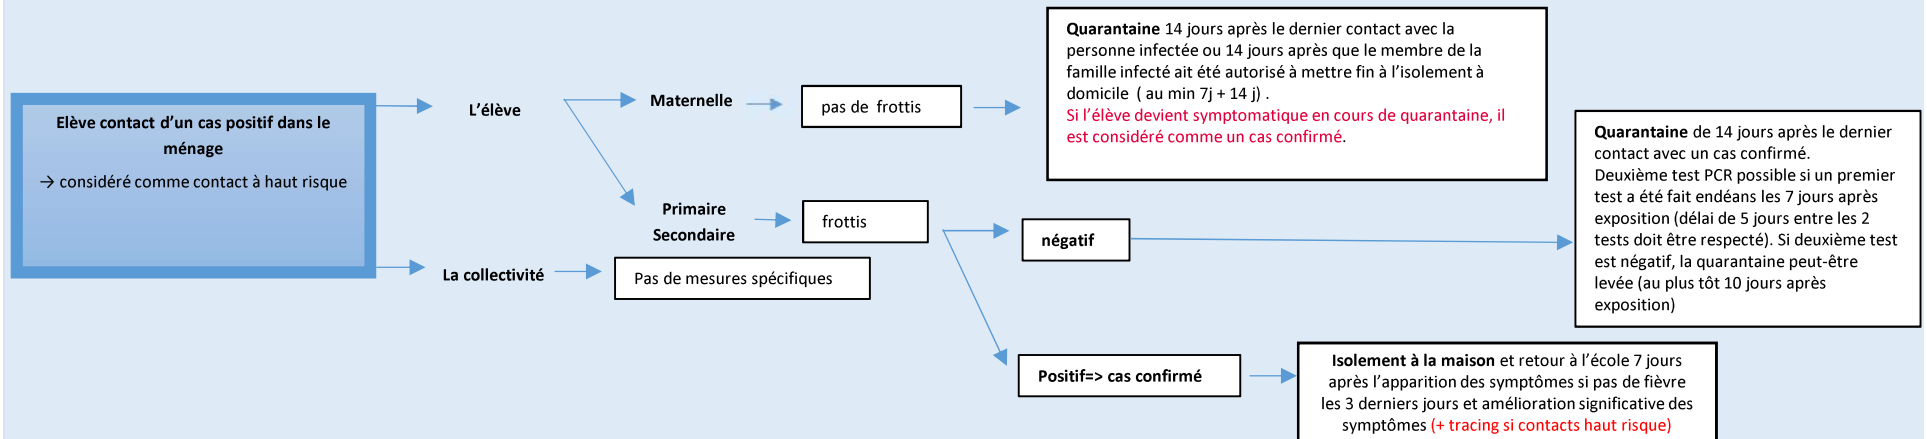 Elève contact d’un cas positif dans le
ménage
→ considéré comme contact à haut risque
L’élève
Maternelle
pas de frottis
Quarantaine 14 jours après le dernier contact avec la
personne infectée ou 14 jours après que le membre de la
famille infecté ait été autorisé à mettre fin à l’isolement à
domicile ( au min 7j + 14 j) .
Si l’élève devient symptomatique en cours de quarantaine, il
est considéré comme un cas confirmé.
Primaire
Secondaire
frottis
négatif
Quarantaine de 14 jours après le dernier
contact avec un cas confirmé.
Deuxième test PCR possible si un premier
test a été fait endéans les 7 jours après
exposition (délai de 5 jours entre les 2
tests doit être respecté). Si deuxième test
est négatif, la quarantaine peut-être
levée (au plus tôt 10 jours après
exposition)
Positif=> cas confirmé
Isolement à la maison et retour à l’école 7 jours
après l’apparition des symptômes si pas de fièvre
les 3 derniers jours et amélioration significative des
symptômes (+ tracing si contacts haut risque)
La collectivité
Pas de mesures spécifiques